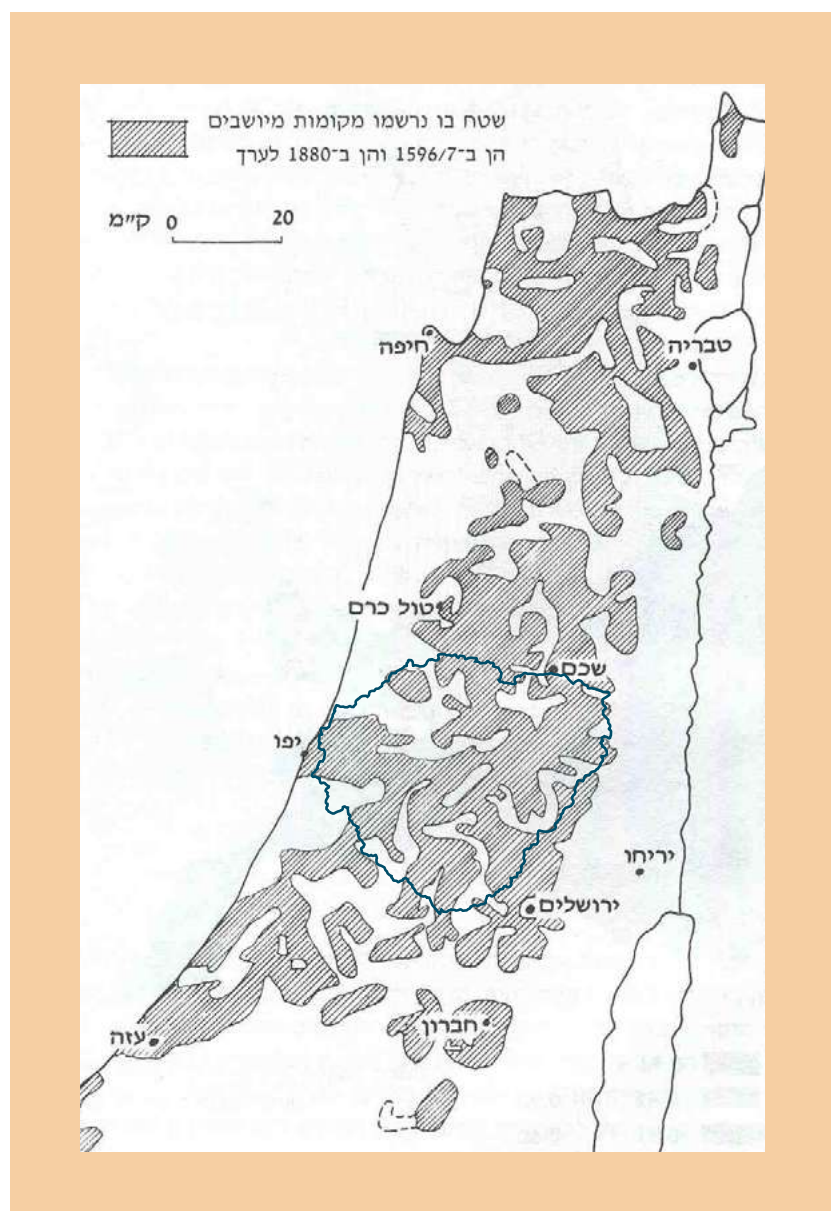 שטח בו נרשמו מקומות מיושבים
הן ב־1596/7 והן ב־1880 לערך
ק״מ 0 20
חיפה
טבריה
טול כרם
שכם
יפו
יריחו
ירושלים
חברון
עזה